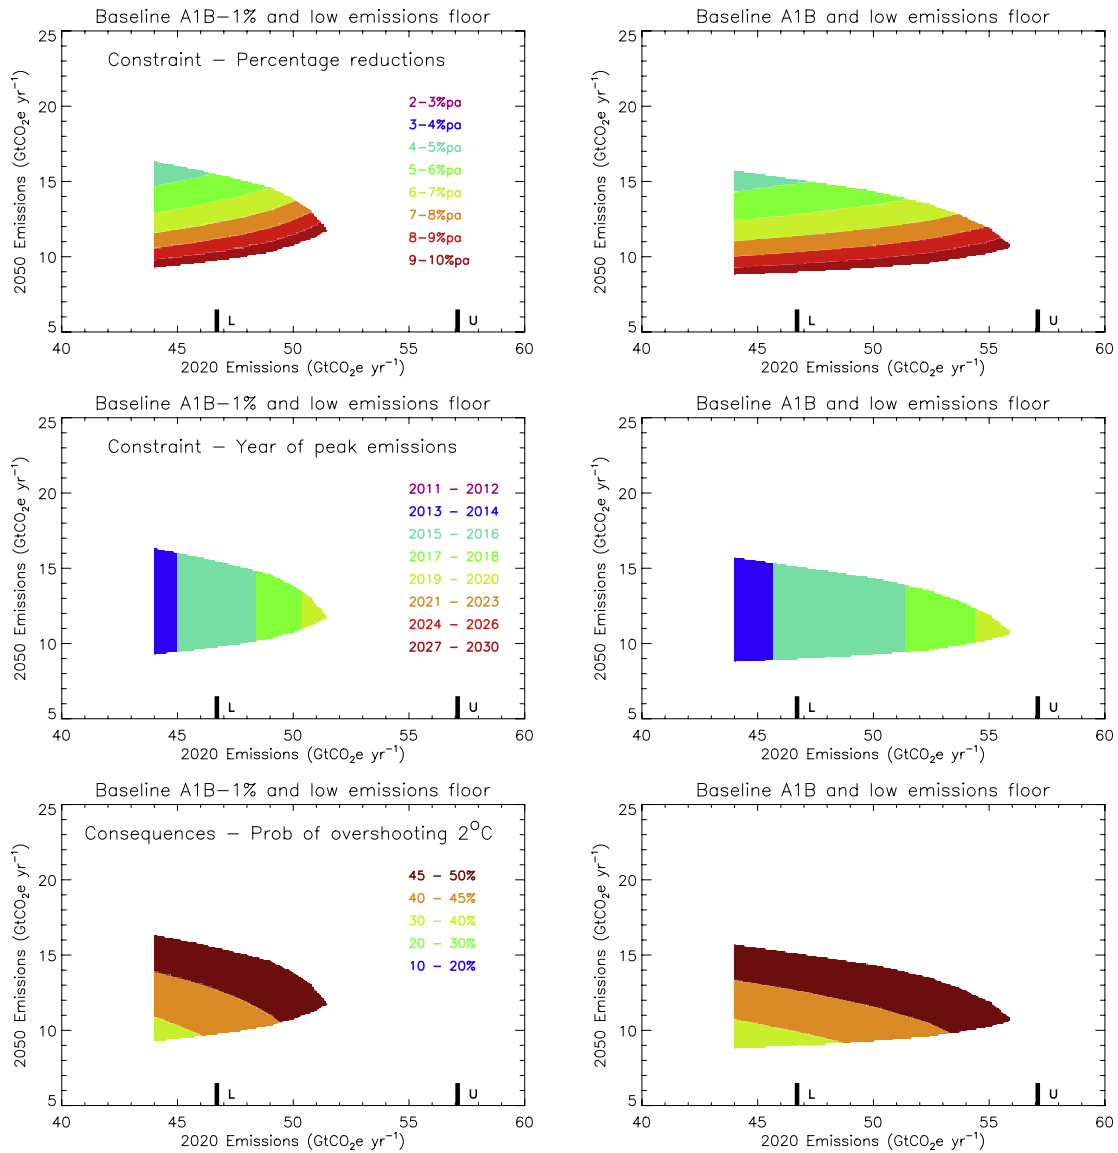 Baseline A1B−1% and low emissions floor
Constraint − Percentage reductions
2−3%pa
3−4%pa
4−5%pa
5−6%pa
6−7%pa
7−8%pa
8−9%pa
9−10%pa
25
20
15
10
5
2050 Emissions (GtCO₂e yr⁻¹)
L
U
40 45 50 55 60
2020 Emissions (GtCO₂e yr⁻¹)
Baseline A1B and low emissions floor
25
20
15
10
5
2050 Emissions (GtCO₂e yr⁻¹)
L
U
40 45 50 55 60
2020 Emissions (GtCO₂e yr⁻¹)
Baseline A1B−1% and low emissions floor
Constraint − Year of peak emissions
2011 − 2012
2013 − 2014
2015 − 2016
2017 − 2018
2019 − 2020
2021 − 2023
2024 − 2026
2027 − 2030
25
20
15
10
5
2050 Emissions (GtCO₂e yr⁻¹)
L
U
40 45 50 55 60
2020 Emissions (GtCO₂e yr⁻¹)
Baseline A1B and low emissions floor
25
20
15
10
5
2050 Emissions (GtCO₂e yr⁻¹)
L
U
40 45 50 55 60
2020 Emissions (GtCO₂e yr⁻¹)
Baseline A1B−1% and low emissions floor
Consequences − Prob of overshooting 2°C
45 − 50%
40 − 45%
30 − 40%
20 − 30%
10 − 20%
25
20
15
10
5
2050 Emissions (GtCO₂e yr⁻¹)
L
U
40 45 50 55 60
2020 Emissions (GtCO₂e yr⁻¹)
Baseline A1B and low emissions floor
25
20
15
10
5
2050 Emissions (GtCO₂e yr⁻¹)
L
U
40 45 50 55 60
2020 Emissions (GtCO₂e yr⁻¹)